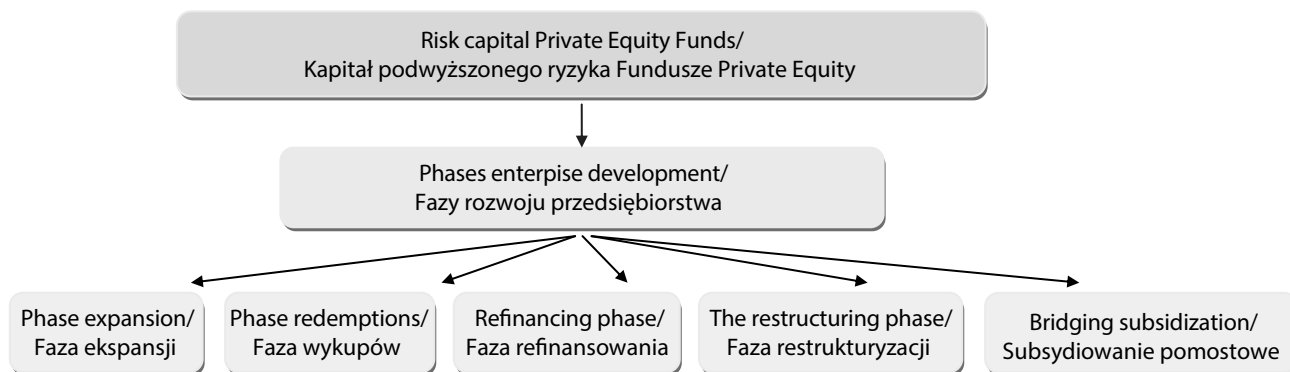 Risk capital Private Equity Funds/
Kapitał podwyższonego ryzyka Fundusze Private Equity
Phases enterpise development/
Fazy rozwoju przedsiębiorstwa
Phase expansion/
Faza ekspansji
Phase redemptions/
Faza wykupów
Refinancing phase/
Faza refinansowania
The restructuring phase/
Faza restrukturyzacji
Bridging subsidization/
Subsydiowanie pomostowe